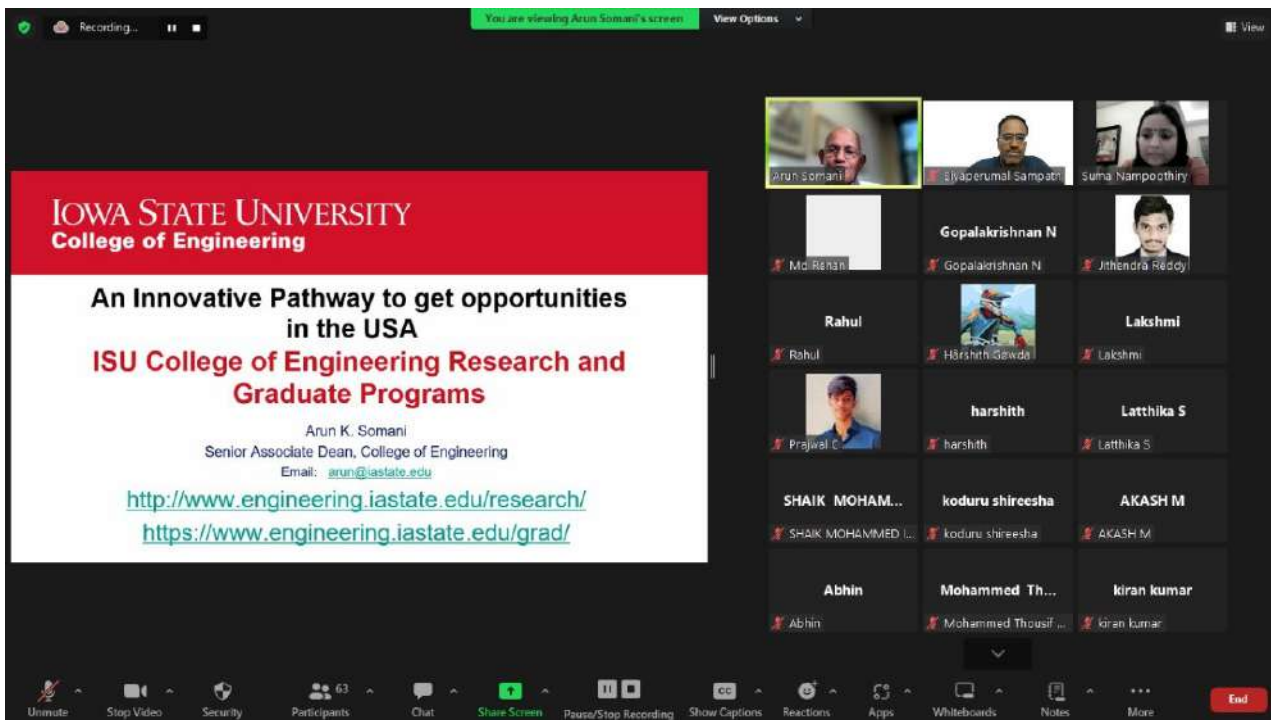 Recording...
You are viewing Arun Somani's screen
View Options
View
IOWA STATE UNIVERSITY
College of Engineering
An Innovative Pathway to get opportunities
in the USA
ISU College of Engineering Research and
Graduate Programs
Arun K. Somani
Senior Associate Dean, College of Engineering
Email: arun@iastate.edu
http://www.engineering.iastate.edu/research/
https://www.engineering.iastate.edu/grad/
Arun Somani
Sivaperumal Sampath
Suma Nampoothiry
Md Rehan
Gopalakrishnan N
Gopalakrishnan N
Jithendra Reddy
Rahul
Rahul
Harshith Gowda
Lakshmi
Lakshmi
Prajwal C
harshith
harshith
Latthika S
Latthika S
SHAIK MOHAM...
SHAIK MOHAMMED I...
koduru shireesha
koduru shireesha
AKASH M
AKASH M
Abhin
Abhin
Mohammed Th...
Mohammed Thousif ...
kiran kumar
kiran kumar
Unmute
Stop Video
Security
63
Participants
Chat
Share Screen
Pause/Stop Recording
CC
Show Captions
Reactions
Apps
Whiteboards
Notes
More
End